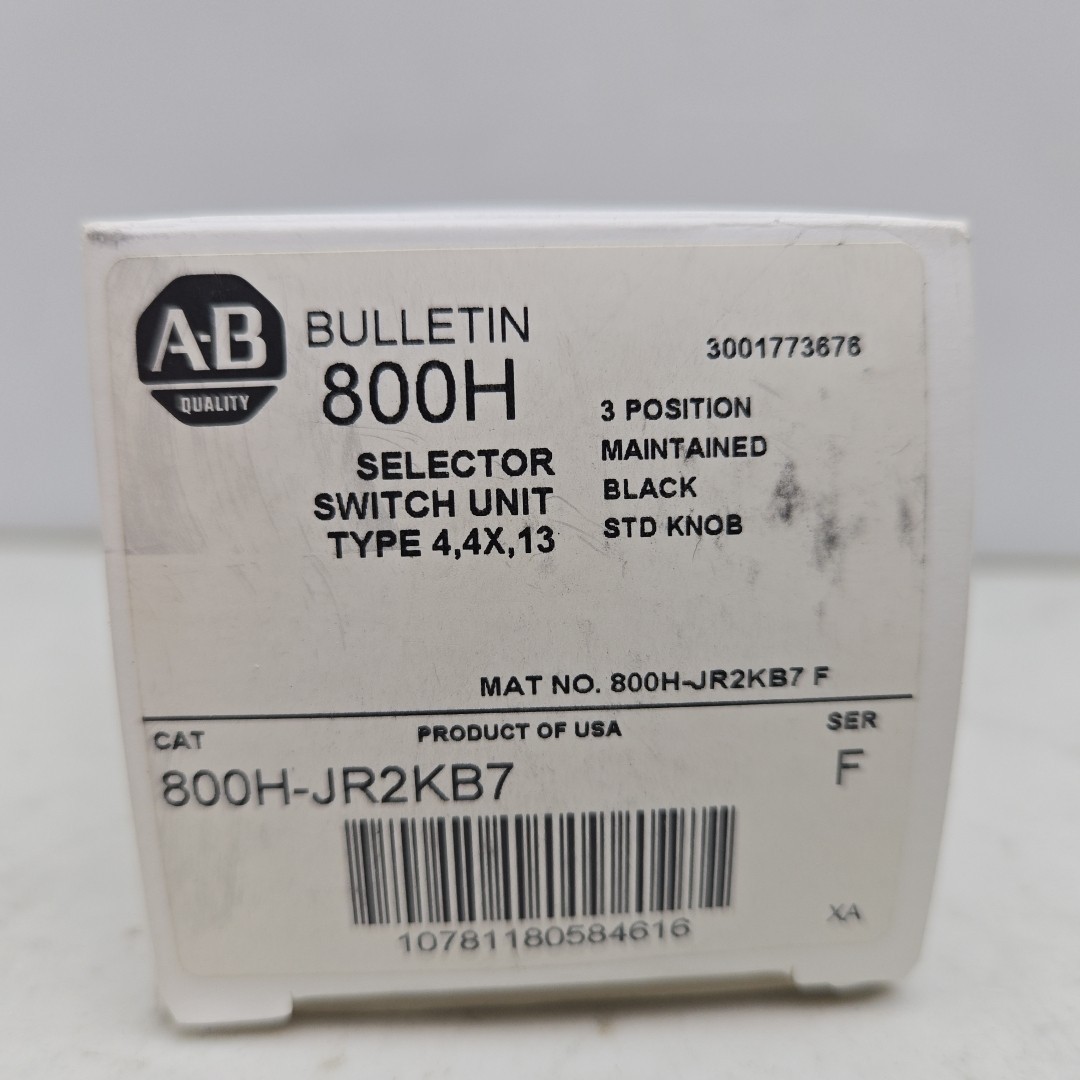 A-B
QUALITY
BULLETIN
800H
SELECTOR
SWITCH UNIT
TYPE 4,4X,13
3001773676
3 POSITION
MAINTAINED
BLACK
STD KNOB
MAT NO. 800H-JR2KB7 F
CAT
PRODUCT OF USA
SER
800H-JR2KB7
F
10781180584616
XA